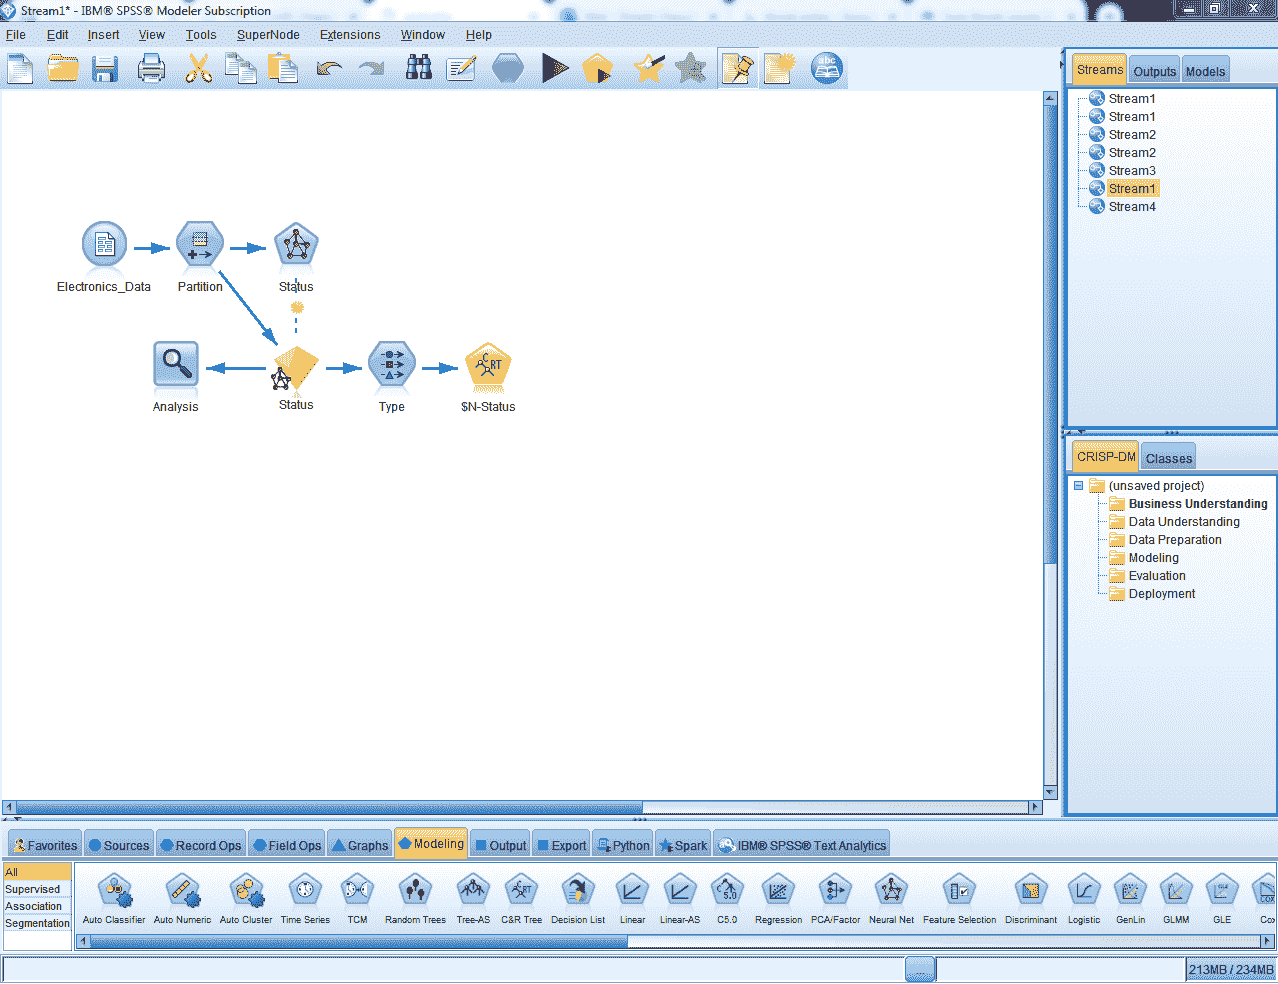 Stream1* - IBM® SPSS® Modeler Subscription
File Edit Insert View Tools SuperNode Extensions Window Help
abc
Streams Outputs Models
Stream1
Stream1
Stream2
Stream2
Stream3
Stream1
Stream4
Electronics_Data Partition Status
C RT
Analysis Status Type $N-Status
CRISP-DM Classes
(unsaved project)
Business Understanding
Data Understanding
Data Preparation
Modeling
Evaluation
Deployment
Favorites Sources Record Ops Field Ops Graphs Modeling Output Export Python Spark IBM® SPSS® Text Analytics
All
Supervised
Association
Segmentation
Auto Classifier Auto Numeric Auto Cluster Time Series TCM Random Trees Tree-AS C&R Tree Decision List Linear Linear-AS C5.0 Regression PCA/Factor Neural Net Feature Selection Discriminant Logistic GenLin GLMM GLE Cox
213MB / 234MB